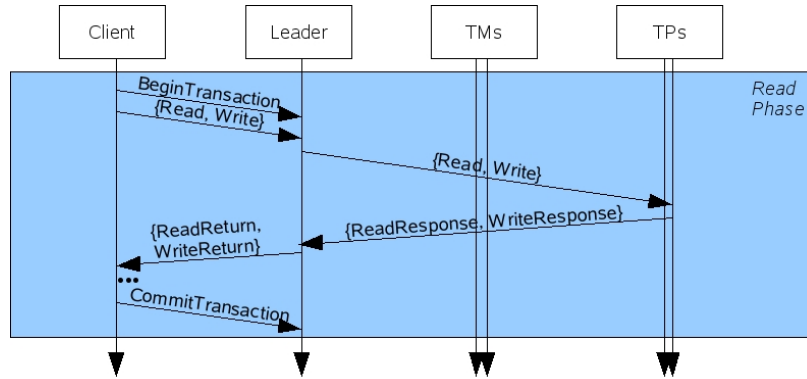 Client
Leader
TMs
TPs
BeginTransaction
Read
Phase
{Read, Write}
{Read, Write}
{ReadResponse, WriteResponse}
{ReadReturn,
WriteReturn}
...
CommitTransaction